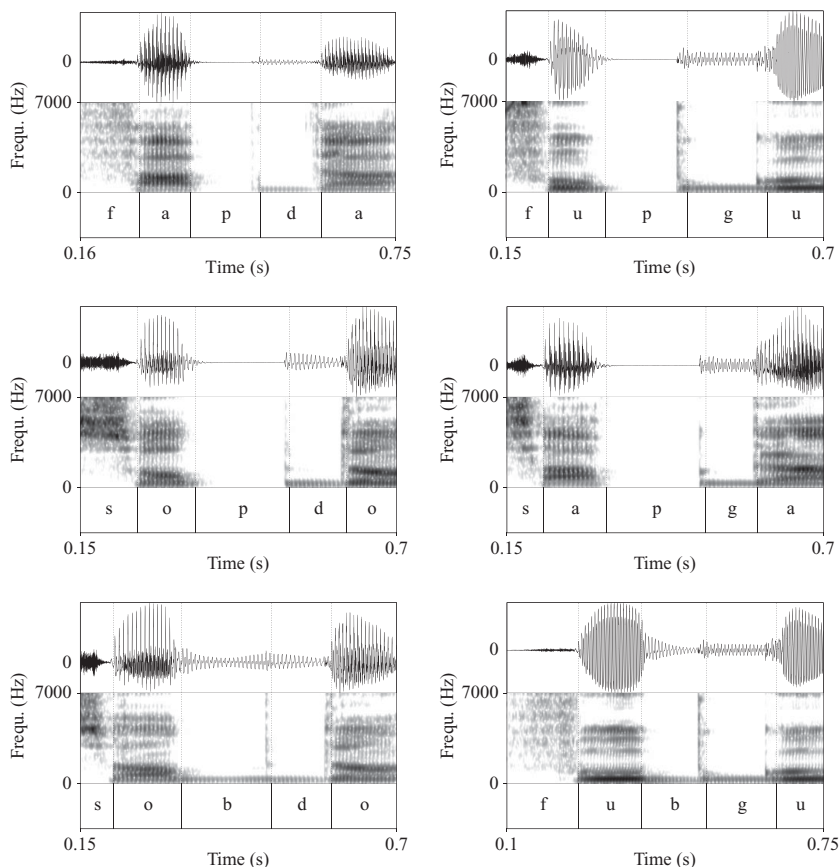 0
7000
Frequ. (Hz)
0
f a p d a
0.16 0.75
Time (s)
0
7000
Frequ. (Hz)
0
f u p g u
0.15 0.7
Time (s)
0
7000
Frequ. (Hz)
0
s o p d o
0.15 0.7
Time (s)
0
7000
Frequ. (Hz)
0
s a p g a
0.15 0.7
Time (s)
0
7000
Frequ. (Hz)
0
s o b d o
0.15 0.7
Time (s)
0
7000
Frequ. (Hz)
0
f u b g u
0.1 0.75
Time (s)